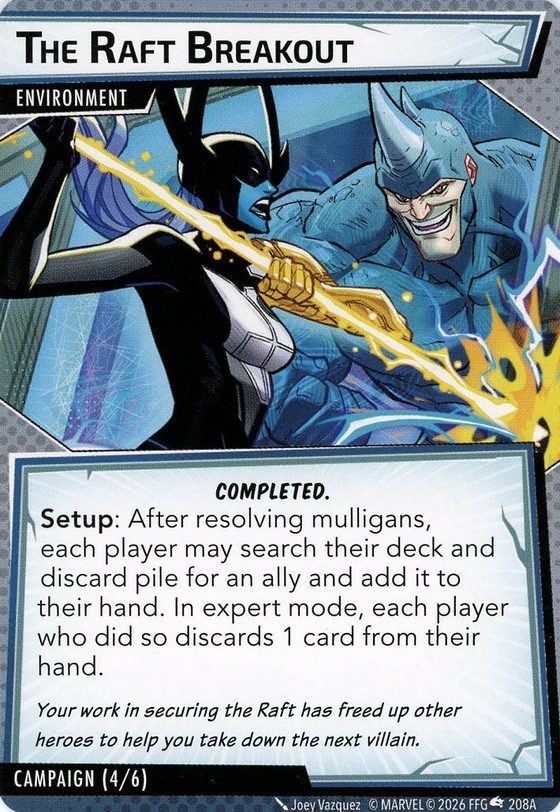 The Raft Breakout
ENVIRONMENT
COMPLETED.
Setup: After resolving mulligans,
each player may search their deck and
discard pile for an ally and add it to
their hand. In expert mode, each player
who did so discards 1 card from their
hand.
Your work in securing the Raft has freed up other
heroes to help you take down the next villain.
CAMPAIGN (4/6)
Joey Vazquez © MARVEL © 2026 FFG 208A